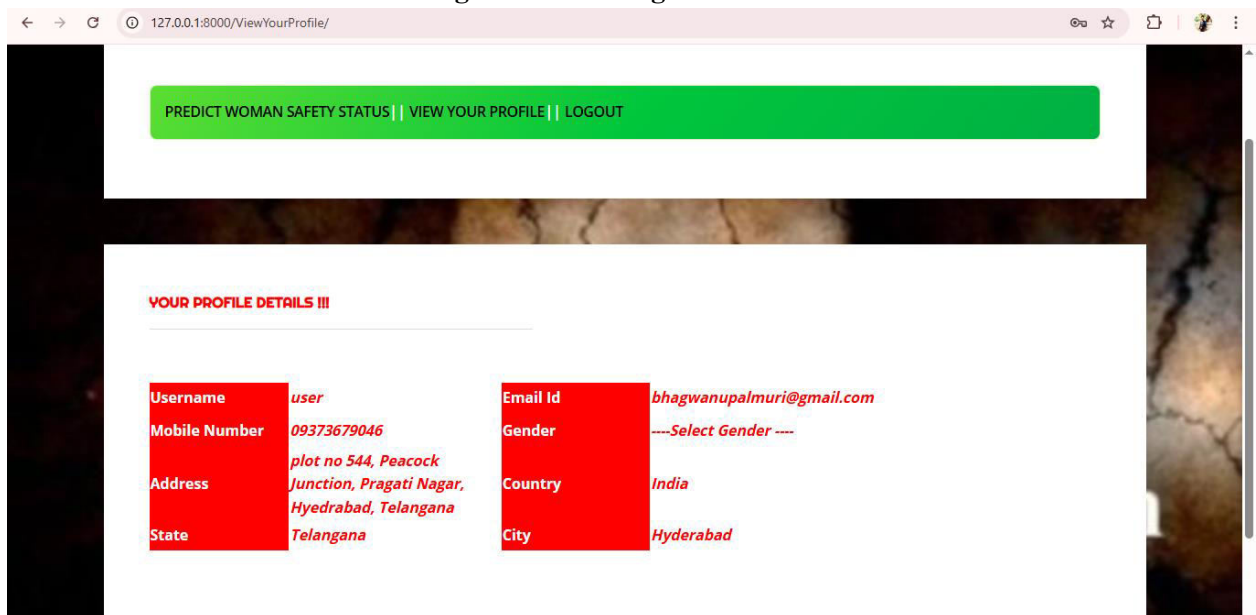 127.0.0.1:8000/ViewYourProfile/
PREDICT WOMAN SAFETY STATUS|| VIEW YOUR PROFILE|| LOGOUT
YOUR PROFILE DETAILS !!!
Username user Email Id bhagwanupalmuri@gmail.com
Mobile Number 09373679046 Gender ----Select Gender ----
plot no 544, Peacock
Address Junction, Pragati Nagar, Country India
Hyedrabad, Telangana
State Telangana City Hyderabad